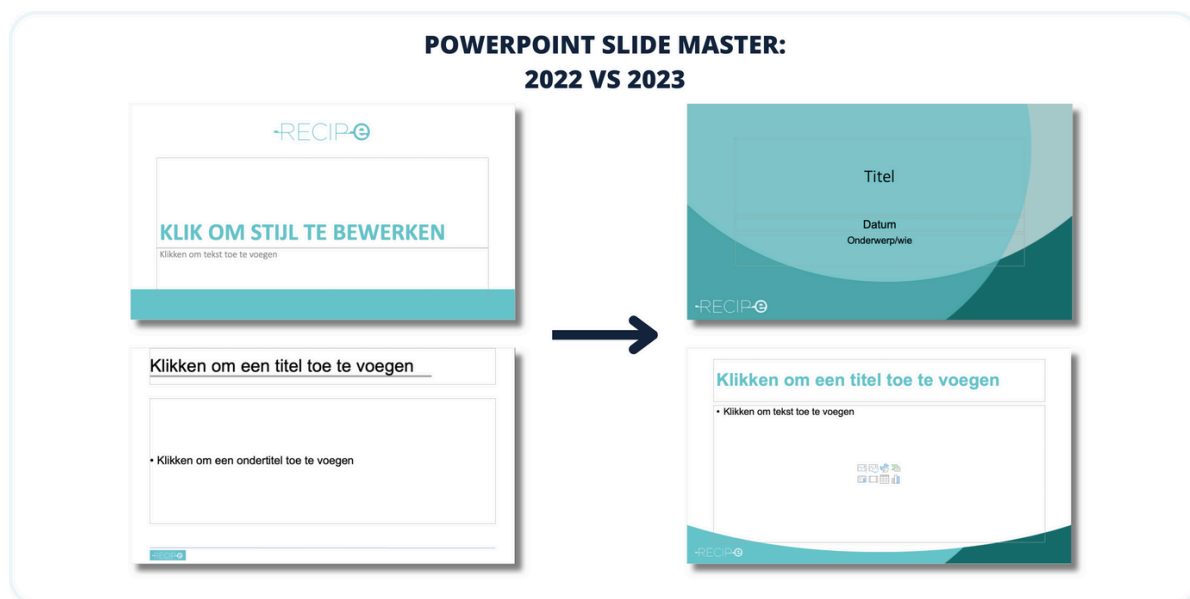 POWERPOINT SLIDE MASTER:
2022 VS 2023
RECIP-e
KLIK OM STIJL TE BEWERKEN
Klikken om tekst toe te voegen
Klikken om een titel toe te voegen
• Klikken om een ondertitel toe te voegen
RECIP-e
Titel
Datum
Onderwerp/wie
RECIP-e
Klikken om een titel toe te voegen
• Klikken om tekst toe te voegen
RECIP-e